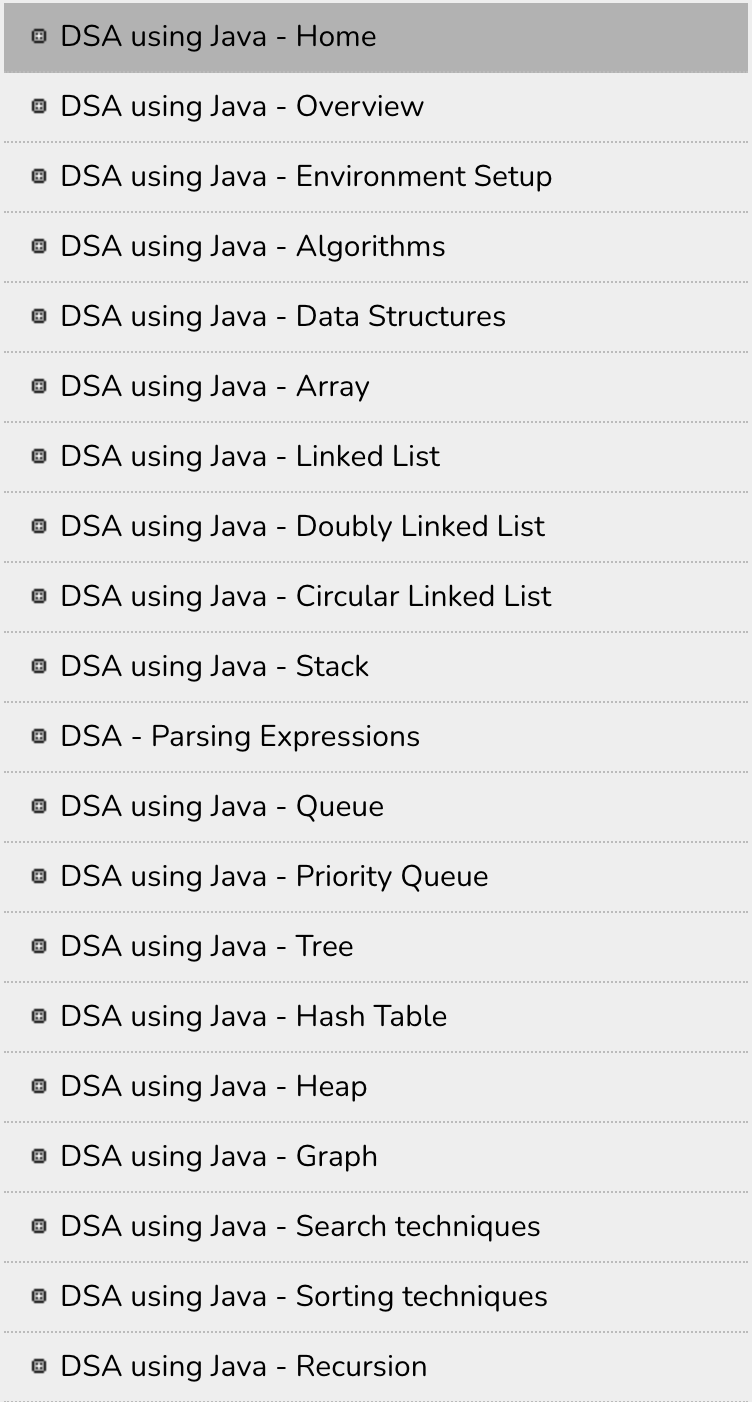 DSA using Java - Home
DSA using Java - Overview
DSA using Java - Environment Setup
DSA using Java - Algorithms
DSA using Java - Data Structures
DSA using Java - Array
DSA using Java - Linked List
DSA using Java - Doubly Linked List
DSA using Java - Circular Linked List
DSA using Java - Stack
DSA - Parsing Expressions
DSA using Java - Queue
DSA using Java - Priority Queue
DSA using Java - Tree
DSA using Java - Hash Table
DSA using Java - Heap
DSA using Java - Graph
DSA using Java - Search techniques
DSA using Java - Sorting techniques
DSA using Java - Recursion